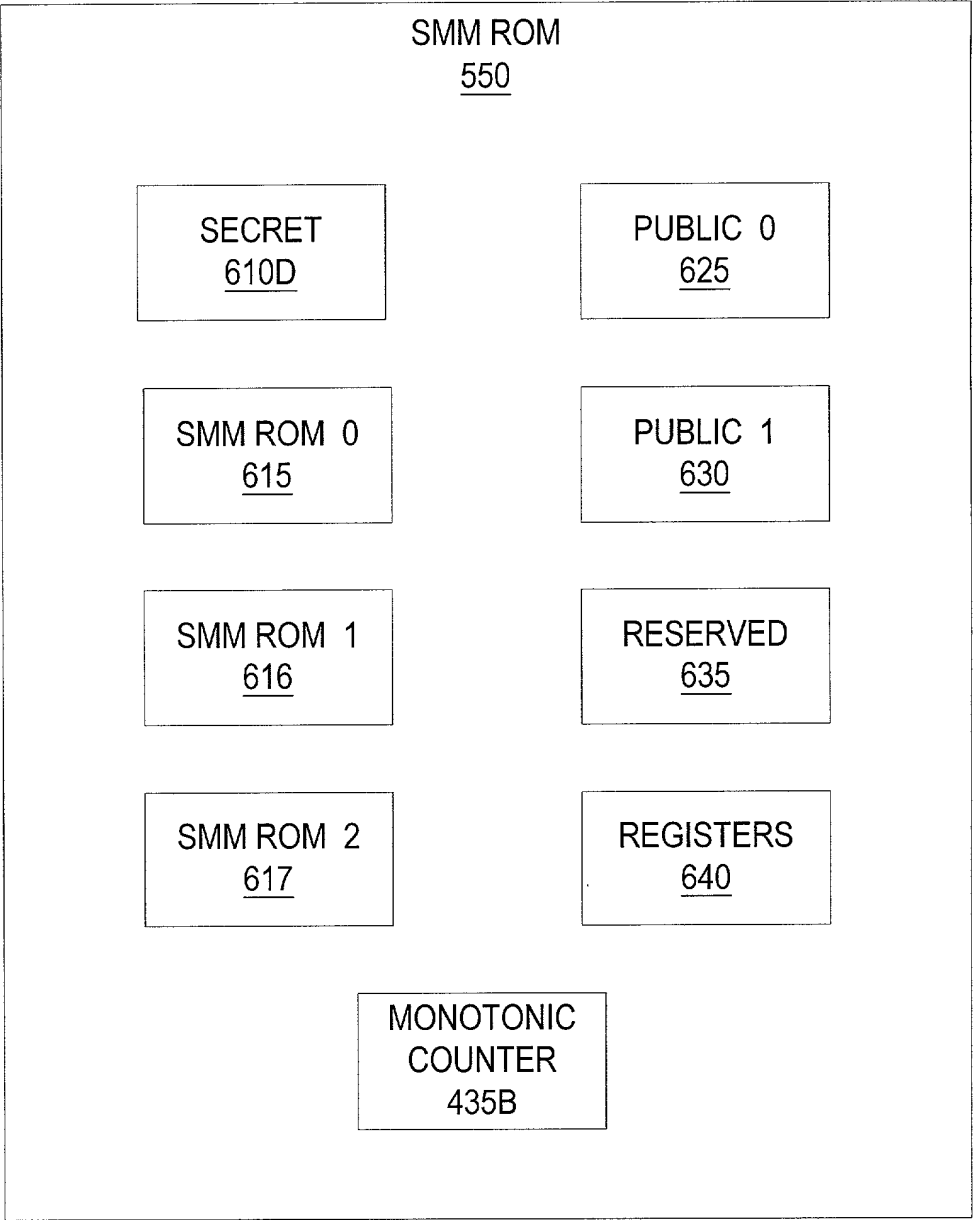 SMM ROM
550
SECRET
610D
PUBLIC 0
625
SMM ROM 0
615
PUBLIC 1
630
SMM ROM 1
616
RESERVED
635
SMM ROM 2
617
REGISTERS
640
MONOTONIC
COUNTER
435B